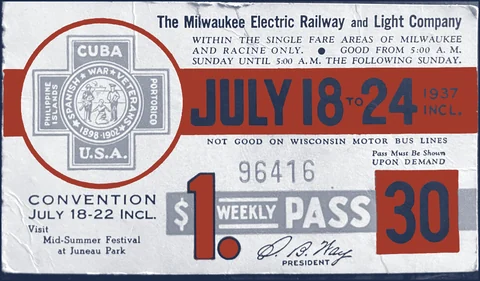 The Milwaukee Electric Railway and Light Company
WITHIN THE SINGLE FARE AREAS OF MILWAUKEE
AND RACINE ONLY. • GOOD FROM 5:00 A. M.
SUNDAY UNTIL 5:00 A.M. THE FOLLOWING SUNDAY.
CUBA
PHILIPPINE ISLANDS
SPANISH WAR VETERANS
1898-1902
PORTO RICO
U.S.A.
JULY 18 TO 24 1937 INCL.
NOT GOOD ON WISCONSIN MOTOR BUS LINES
Pass Must Be Shown
UPON DEMAND
96416
CONVENTION
JULY 18-22 INCL.
Visit
Mid-Summer Festival
at Juneau Park
$1. WEEKLY PASS 30
PRESIDENT